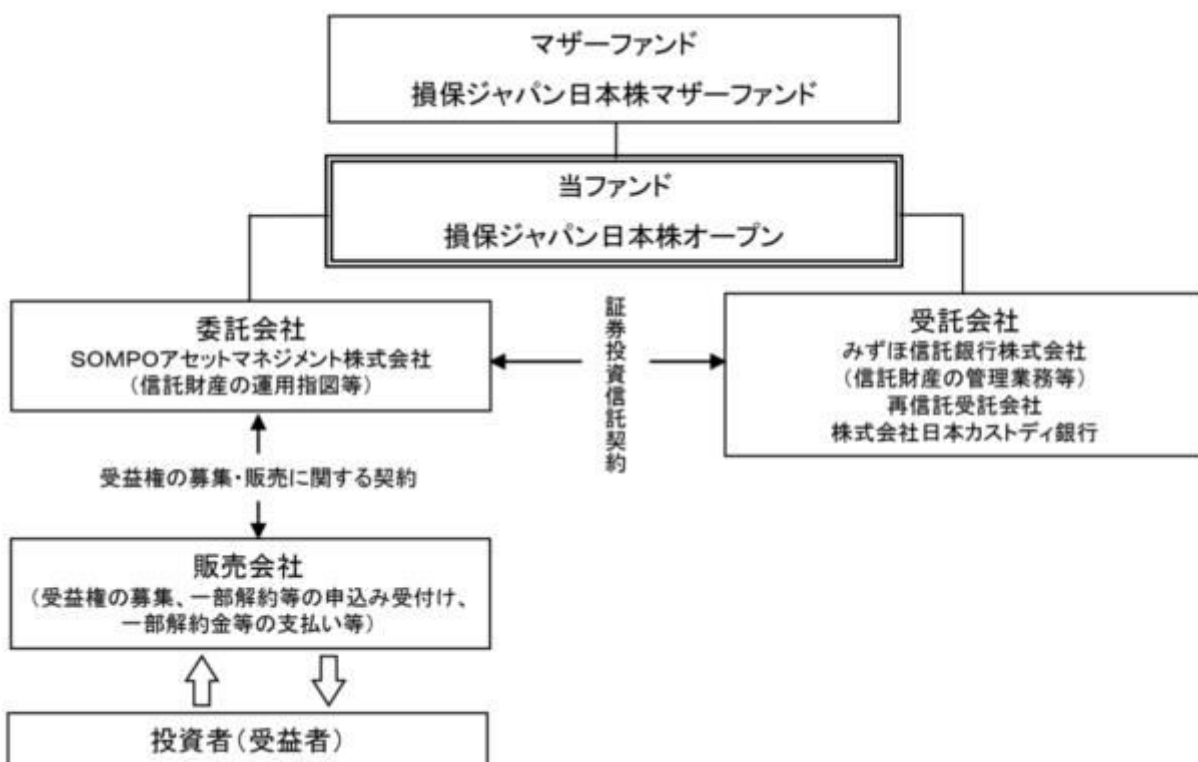 マザーファンド
損保ジャパン日本株マザーファンド
当ファンド
損保ジャパン日本株オープン
委託会社
SOMPOアセットマネジメント株式会社
(信託財産の運用指図等)
証券投資信託契約
受託会社
みずほ信託銀行株式会社
(信託財産の管理業務等)
再信託受託会社
株式会社日本カストディ銀行
受益権の募集・販売に関する契約
販売会社
(受益権の募集、一部解約等の申込み受付け、
一部解約金等の支払い等)
投資者(受益者)